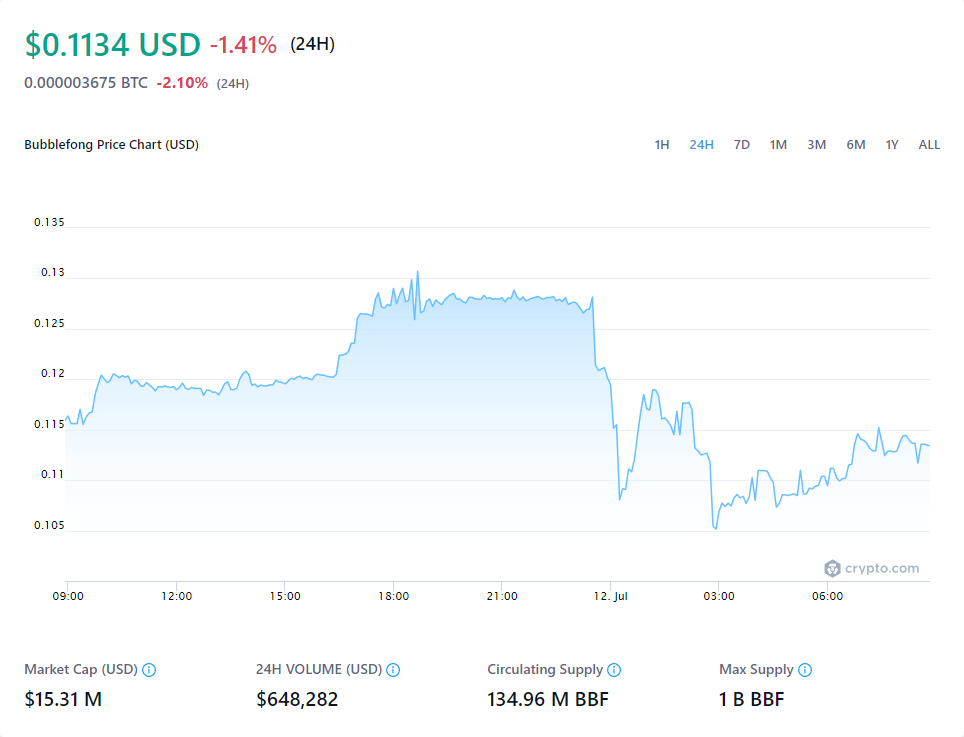 $0.1134 USD -1.41% (24H)
0.000003675 BTC -2.10% (24H)
Bubblefong Price Chart (USD) 1H 24H 7D 1M 3M 6M 1Y ALL
0.135
0.13
0.125
0.12
0.115
0.11
0.105
crypto.com
09:00 12:00 15:00 18:00 21:00 12. Jul 03:00 06:00
Market Cap (USD) 24H VOLUME (USD) Circulating Supply Max Supply
$15.31 M $648,282 134.96 M BBF 1 B BBF